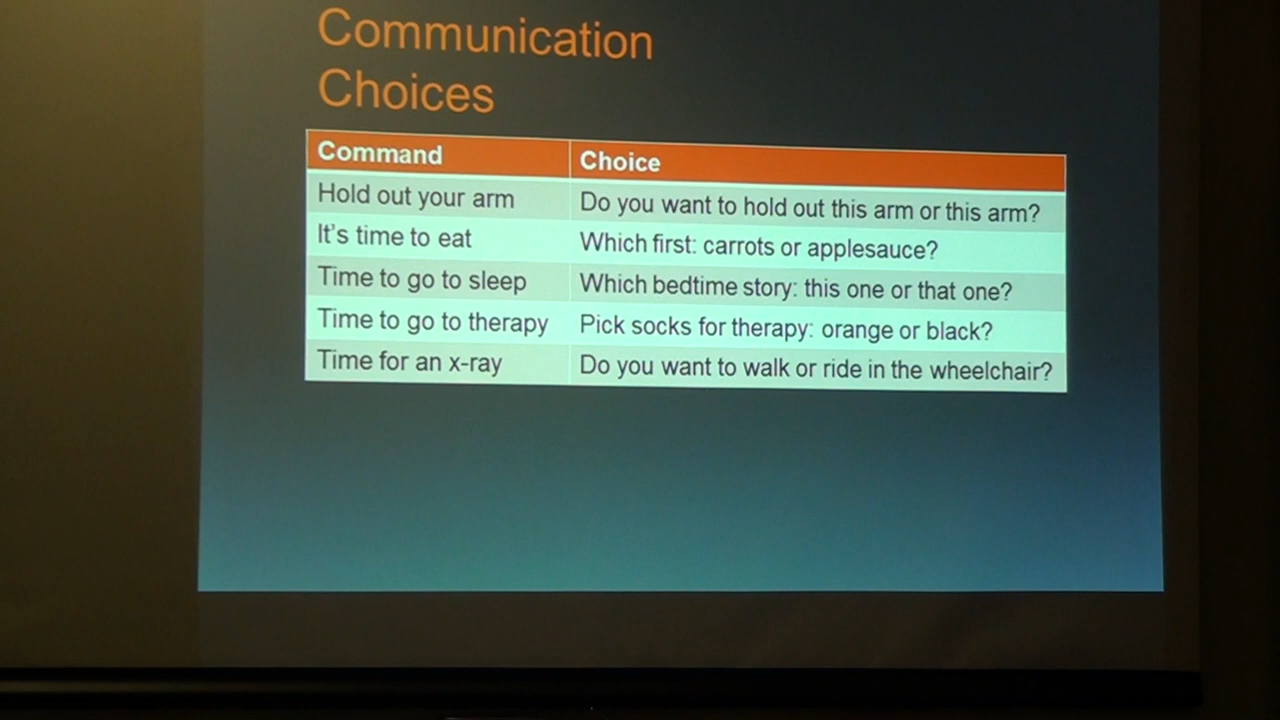 Communication
Choices
Command Choice
Hold out your arm Do you want to hold out this arm or this arm?
It's time to eat Which first: carrots or applesauce?
Time to go to sleep Which bedtime story: this one or that one?
Time to go to therapy Pick socks for therapy: orange or black?
Time for an x-ray Do you want to walk or ride in the wheelchair?